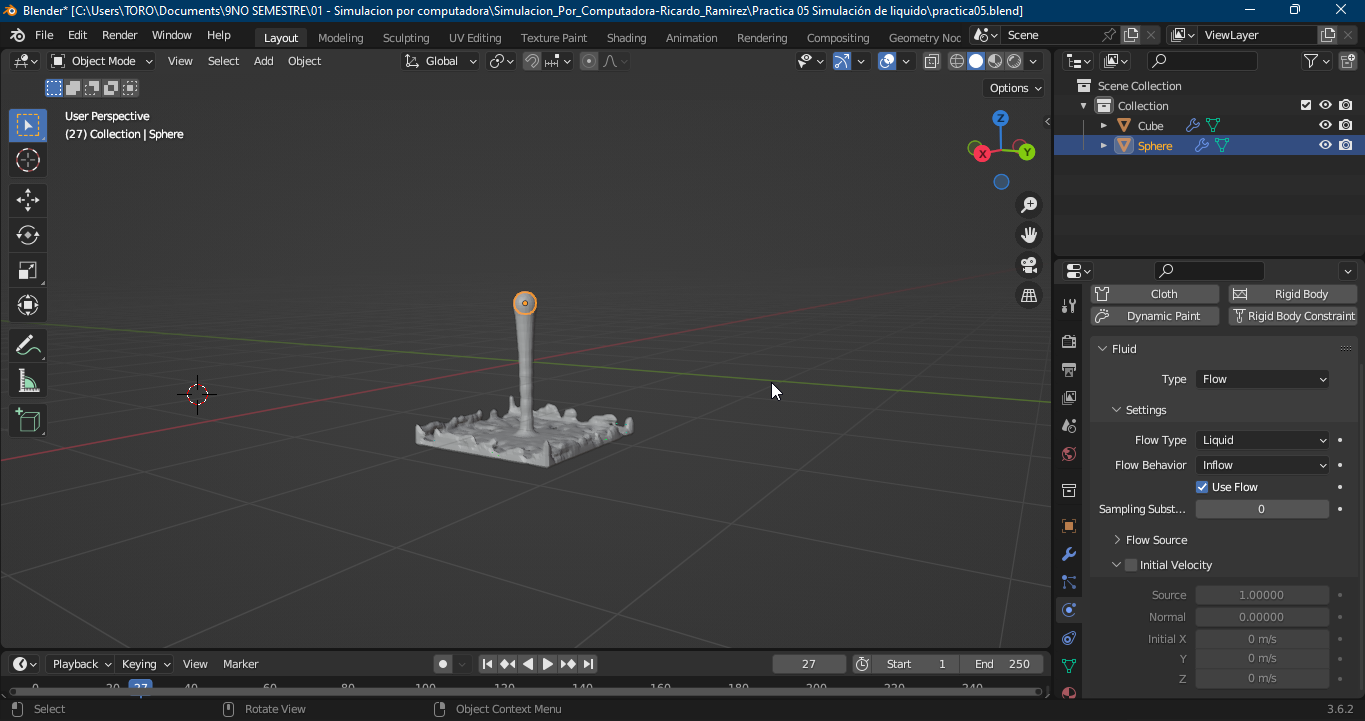 Blender* [C:\Users\TORO\Documents\9NO SEMESTRE\01 - Simulacion por computadora\Simulacion_Por_Computadora-Ricardo_Ramirez\Practica 05 Simulación de liquido\practica05.blend]
File Edit Render Window Help Layout Modeling Sculpting UV Editing Texture Paint Shading Animation Rendering Compositing Geometry Noc Scene ViewLayer
Object Mode View Select Add Object Global
Options
User Perspective
(27) Collection | Sphere
Z
X
Y
Scene Collection
Collection
Cube
Sphere
Cloth Rigid Body
Dynamic Paint Rigid Body Constraint
Fluid
Type Flow
Settings
Flow Type Liquid
Flow Behavior Inflow
Use Flow
Sampling Subst... 0
Flow Source
Initial Velocity
Source 1.00000
Normal 0.00000
Initial X 0 m/s
Y 0 m/s
Z 0 m/s
Playback Keying View Marker 27 Start 1 End 250
0 20 27 40 60 80 100 120 140 160 180 200 220 240
Select Rotate View Object Context Menu 3.6.2